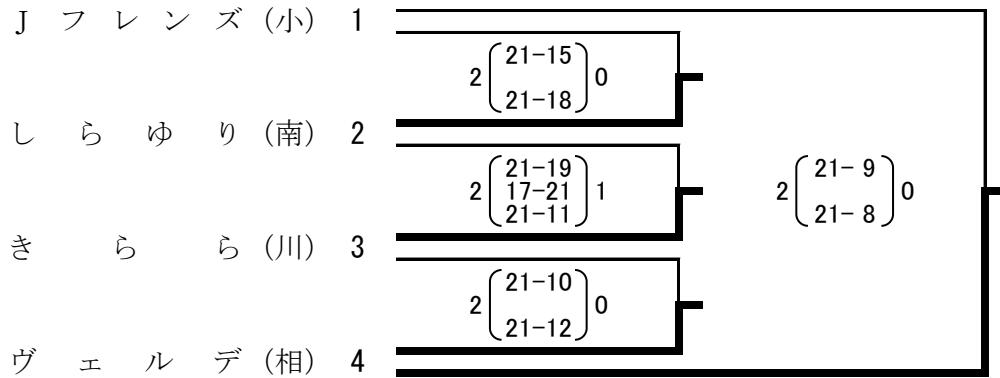 Jフレンズ(小) 1
2 21-15 0
21-18
しらゆり(南) 2
2 21-19 1
17-21
21-11
2 21- 9 0
21- 8
きらら(川) 3
2 21-10 0
21-12
ヴェルデ(相) 4